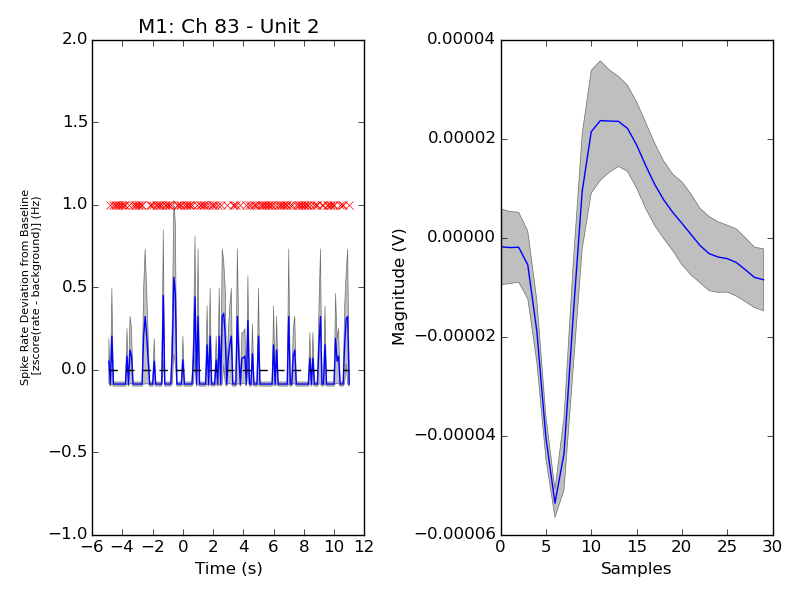 M1: Ch 83 - Unit 2
Spike Rate Deviation from Baseline
[zscore(rate - background)] (Hz)
2.0
1.5
1.0
0.5
0.0
−0.5
−1.0
−6 −4 −2 0 2 4 6 8 10 12
Time (s)
Magnitude (V)
0.00004
0.00002
0.00000
−0.00002
−0.00004
−0.00006
0 5 10 15 20 25 30
Samples